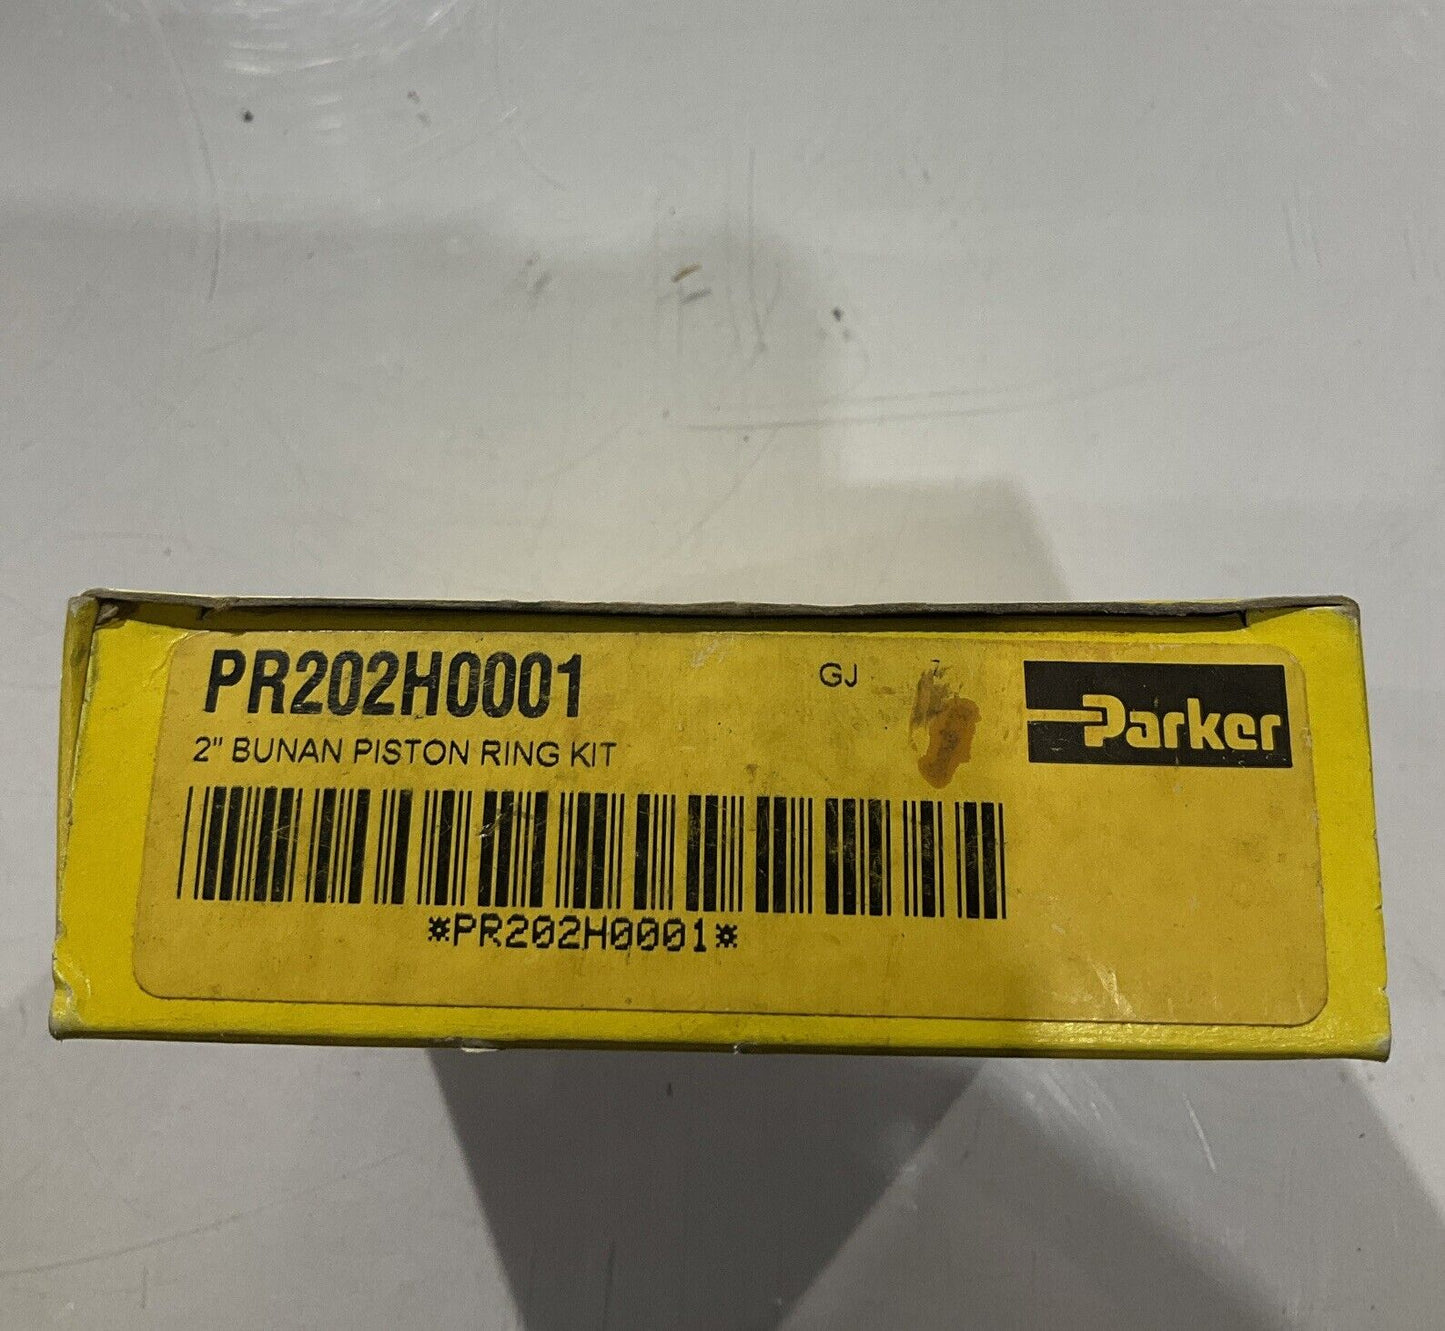 PR202H0001 GJ
Parker
2" BUNAN PISTON RING KIT
*PR202H0001*